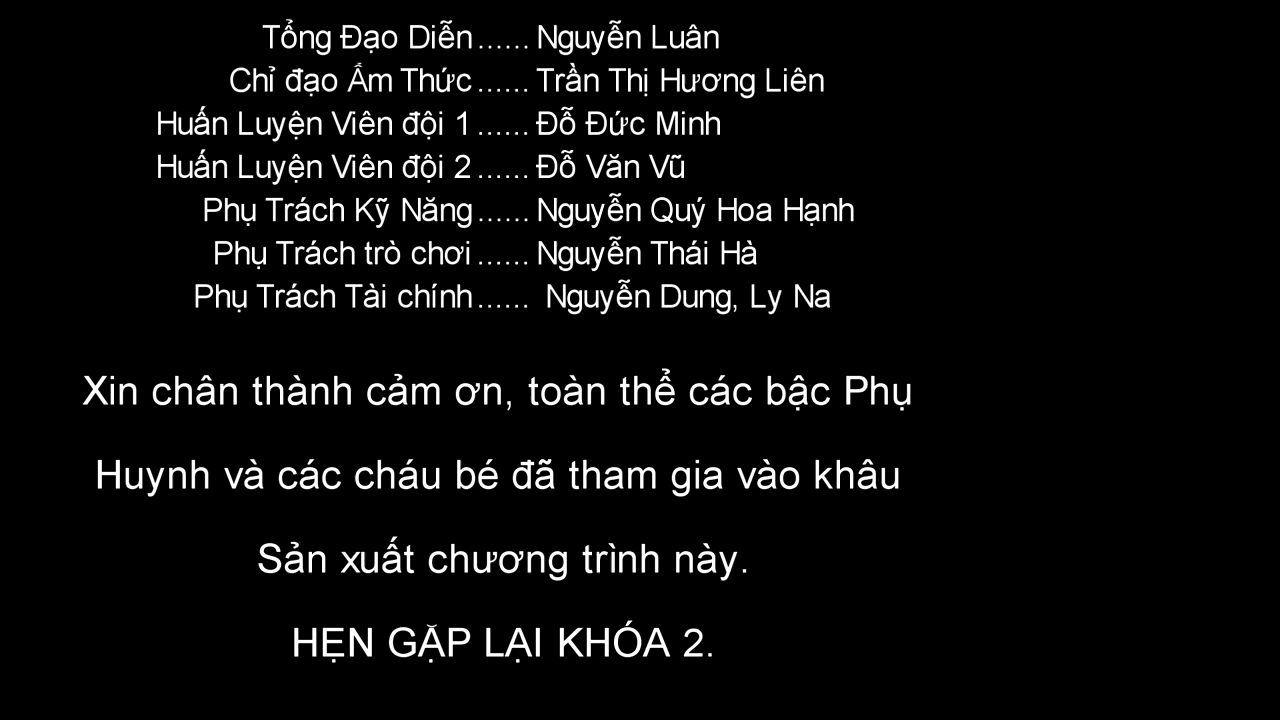 Tổng Đạo Diễn...... Nguyễn Luân
Chỉ đạo Ẩm Thức...... Trần Thị Hương Liên
Huấn Luyện Viên đội 1...... Đỗ Đức Minh
Huấn Luyện Viên đội 2...... Đỗ Văn Vũ
Phụ Trách Kỹ Năng...... Nguyễn Quý Hoa Hạnh
Phụ Trách trò chơi...... Nguyễn Thái Hà
Phụ Trách Tài chính...... Nguyễn Dung, Ly Na
Xin chân thành cảm ơn, toàn thể các bậc Phụ
Huynh và các cháu bé đã tham gia vào khâu
Sản xuất chương trình này.
HẸN GẶP LẠI KHÓA 2.